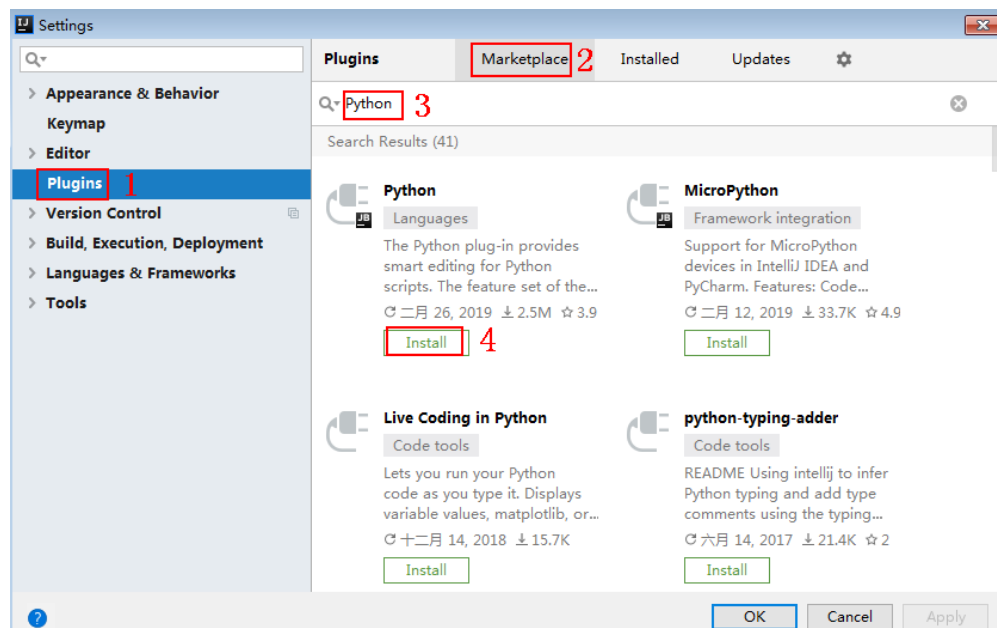 IJ Settings
Appearance & Behavior
Keymap
Editor
Plugins 1
Version Control
Build, Execution, Deployment
Languages & Frameworks
Tools
Plugins Marketplace 2 Installed Updates
Python 3
Search Results (41)
Python
JB Languages
The Python plug-in provides
smart editing for Python
scripts. The feature set of the...
二月 26, 2019 2.5M 3.9
Install 4
MicroPython
JB Framework integration
Support for MicroPython
devices in IntelliJ IDEA and
PyCharm. Features: Code...
二月 12, 2019 33.7K 4.9
Install
Live Coding in Python
Code tools
Lets you run your Python
code as you type it. Displays
variable values, matplotlib, or...
十二月 14, 2018 15.7K
Install
python-typing-adder
Code tools
README Using intellij to infer
Python typing and add type
comments using the typing...
六月 14, 2017 21.4K 2
Install
? OK Cancel Apply